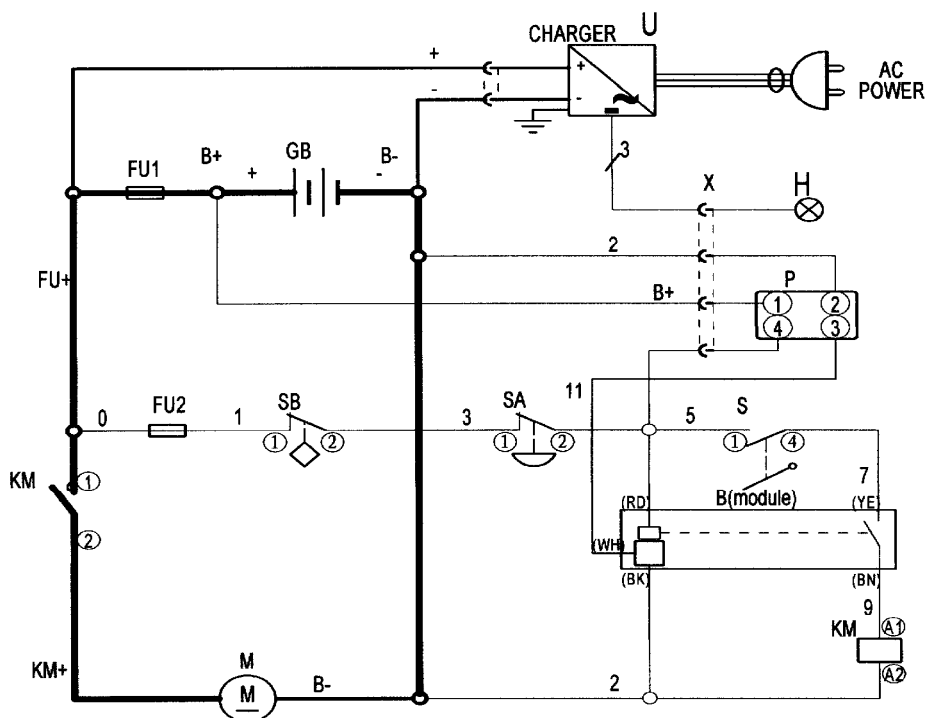 CHARGER U
AC
POWER
+
-
+
-
3
B+
GB
B-
+
-
FU1
X
H
2
P
FU+
B+
1
2
4
3
11
0
FU2
1
SB
3
SA
5
S
1
2
1
2
1
4
KM
1
2
B(module)
7
(RD)
(YE)
(WH)
(BK)
(BN)
9
KM
A1
A2
KM+
M
M
B-
2